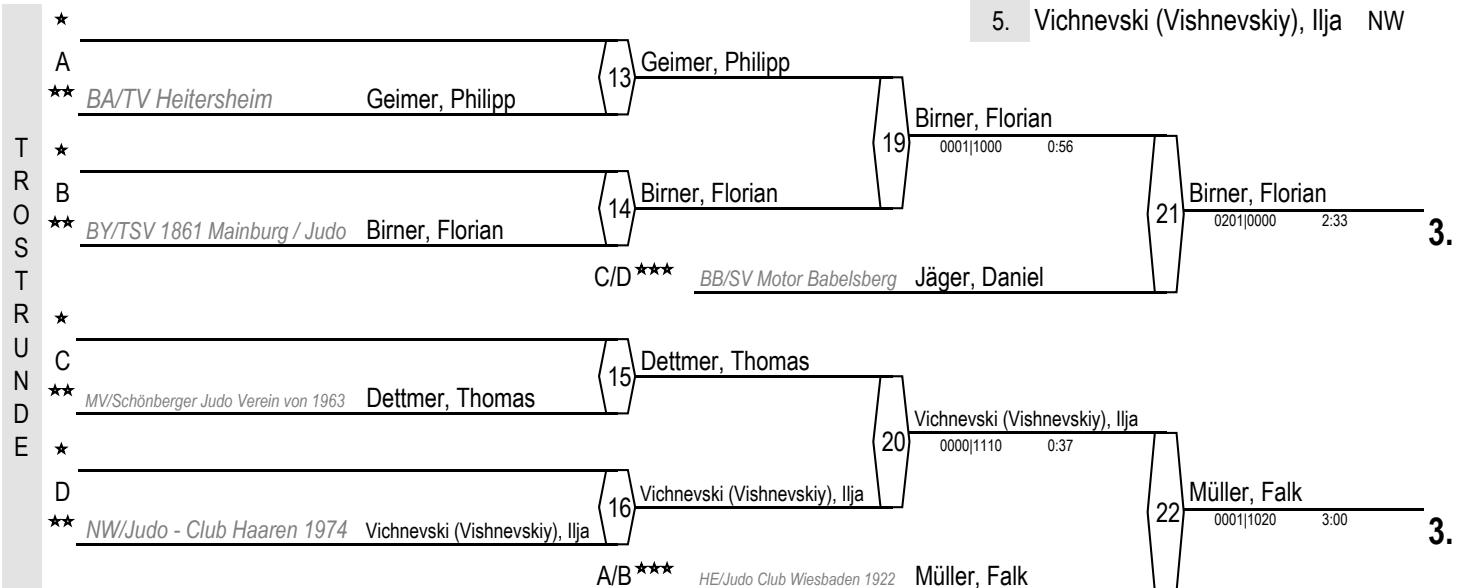 ★
5. Vichnevski (Vishnevskiy), Ilja NW
A
13 Geimer, Philipp
★★ BA/TV Heitersheim Geimer, Philipp
Birner, Florian
19
0001|1000 0:56
TROSTRUNDE
★
B
14 Birner, Florian
Birner, Florian
21
0201|0000 2:33
3.
★★ BY/TSV 1861 Mainburg / Judo Birner, Florian
C/D ★★★ BB/SV Motor Babelsberg Jäger, Daniel
★
C
15 Dettmer, Thomas
★★ MV/Schönberger Judo Verein von 1963 Dettmer, Thomas
Vichnevski (Vishnevskiy), Ilja
20
0000|1110 0:37
★
D
16 Vichnevski (Vishnevskiy), Ilja
Müller, Falk
22
0001|1020 3:00
3.
★★ NW/Judo - Club Haaren 1974 Vichnevski (Vishnevskiy), Ilja
A/B ★★★ HE/Judo Club Wiesbaden 1922 Müller, Falk